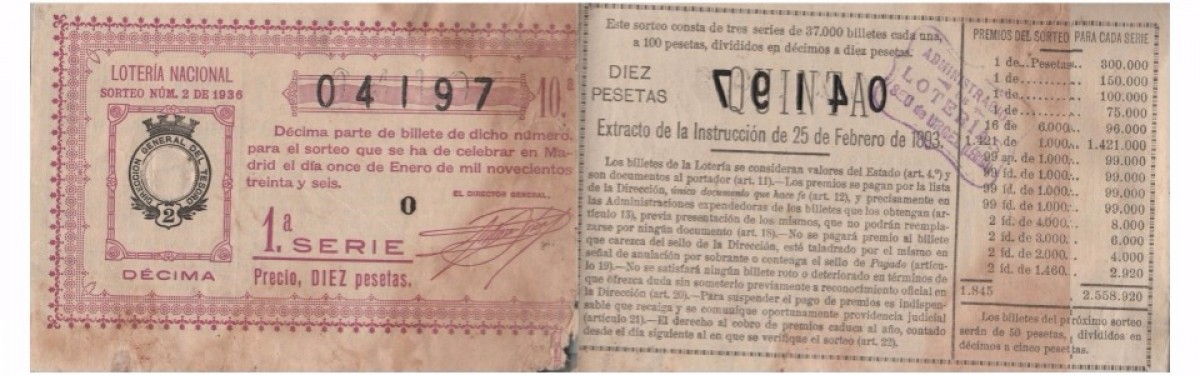 LOTERÍA NACIONAL
SORTEO NÚM. 2 DE 1936
04197
10ª
DIRECCION GENERAL DEL TESORO
2
Décima parte de billete de dicho número,
para el sorteo que se ha de celebrar en Ma-
drid el día once de Enero de mil novecientos
treinta y seis.
EL DIRECTOR GENERAL,
0
1.ª SERIE
DÉCIMA
Precio, DIEZ pesetas.
Este sorteo consta de tres series de 37.000 billetes cada una,
a 100 pesetas, divididos en décimos a diez pesetas.
DIEZ
PESETAS
QUINTA
04197
ADMINISTRACIÓN
LOTERIA
Extracto de la Instrucción de 25 de Febrero de 1893.
Los billetes de la Lotería se consideran valores del Estado (art. 4.º) y
son documentos al portador (art. 11).—Los premios se pagan por la lista
de la Dirección, único documento que hace fe (art. 12), y precisamente en
las Administraciones expendedoras de los billetes que los obtengan (ar-
tículo 13), previa presentación de los mismos, que no podrán reempla-
zarse por ningún documento (art. 18).—No se pagará premio al billete
que carezca del sello de la Dirección, esté taladrado por el mismo en
señal de anulación por sobrante o contenga el sello de Pagado (artícu-
lo 19).—No se satisfará ningún billete roto o deteriorado en términos de
que ofrezca duda sin someterlo previamente a reconocimiento oficial en
la Dirección (art. 20).—Para suspender el pago de premios es indispen-
sable que recaiga y se comunique oportunamente providencia judicial
(artículo 21).—El derecho al cobro de premios caduca al año, contado
desde el día siguiente al en que se verifique el sorteo (art. 22).
PREMIOS DEL SORTEO PARA CADA SERIE
1 de.. Pesetas.. 300.000
1 de.......... 150.000
1 de.......... 100.000
1 de.......... 75.000
16 de 6.000... 96.000
1.421 de 1.000... 1.421.000
99 ap. de 1.000... 99.000
99 íd. de 1.000... 99.000
99 íd. de 1.000... 99.000
99 íd. de 1.000... 99.000
2 íd. de 4.000... 8.000
2 íd. de 3.000... 6.000
2 íd. de 2.000... 4.000
2 íd. de 1.460... 2.920
1.845 2.558.920
Los billetes del próximo sorteo
serán de 50 pesetas, divididos en
décimos a cinco pesetas.